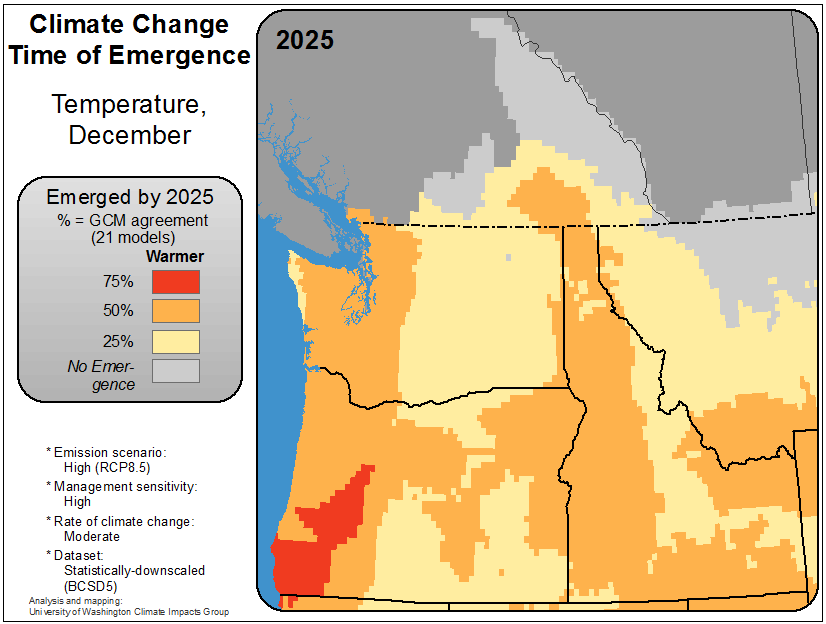 Climate Change
Time of Emergence
Temperature,
December
2025
Emerged by 2025
% = GCM agreement
(21 models)
Warmer
75%
50%
25%
No Emer-
gence
* Emission scenario:
High (RCP8.5)
* Management sensitivity:
High
* Rate of climate change:
Moderate
* Dataset:
Statistically-downscaled
(BCSD5)
Analysis and mapping:
University of Washington Climate Impacts Group